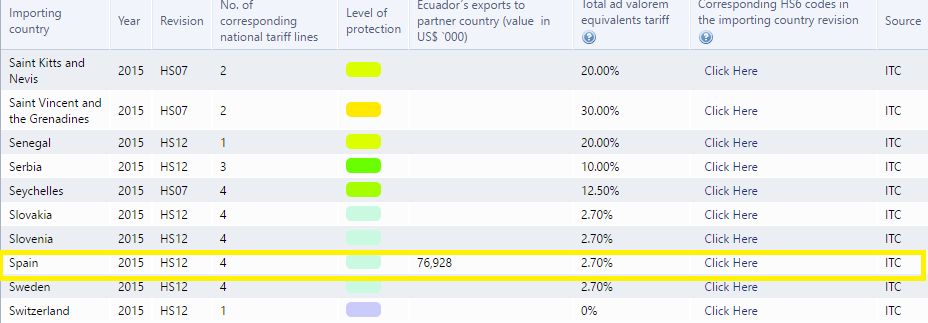 Importing country Year Revision No. of corresponding national tariff lines Level of protection Ecuador´s exports to partner country (value in US$ `000) Total ad valorem equivalents tariff Corresponding HS6 codes in the importing country revision Source
Saint Kitts and Nevis 2015 HS07 2 20.00% Click Here ITC
Saint Vincent and the Grenadines 2015 HS07 2 30.00% Click Here ITC
Senegal 2015 HS12 1 20.00% Click Here ITC
Serbia 2015 HS12 3 10.00% Click Here ITC
Seychelles 2015 HS07 4 12.50% Click Here ITC
Slovakia 2015 HS12 4 2.70% Click Here ITC
Slovenia 2015 HS12 4 2.70% Click Here ITC
Spain 2015 HS12 4 76,928 2.70% Click Here ITC
Sweden 2015 HS12 4 2.70% Click Here ITC
Switzerland 2015 HS12 1 0% Click Here ITC